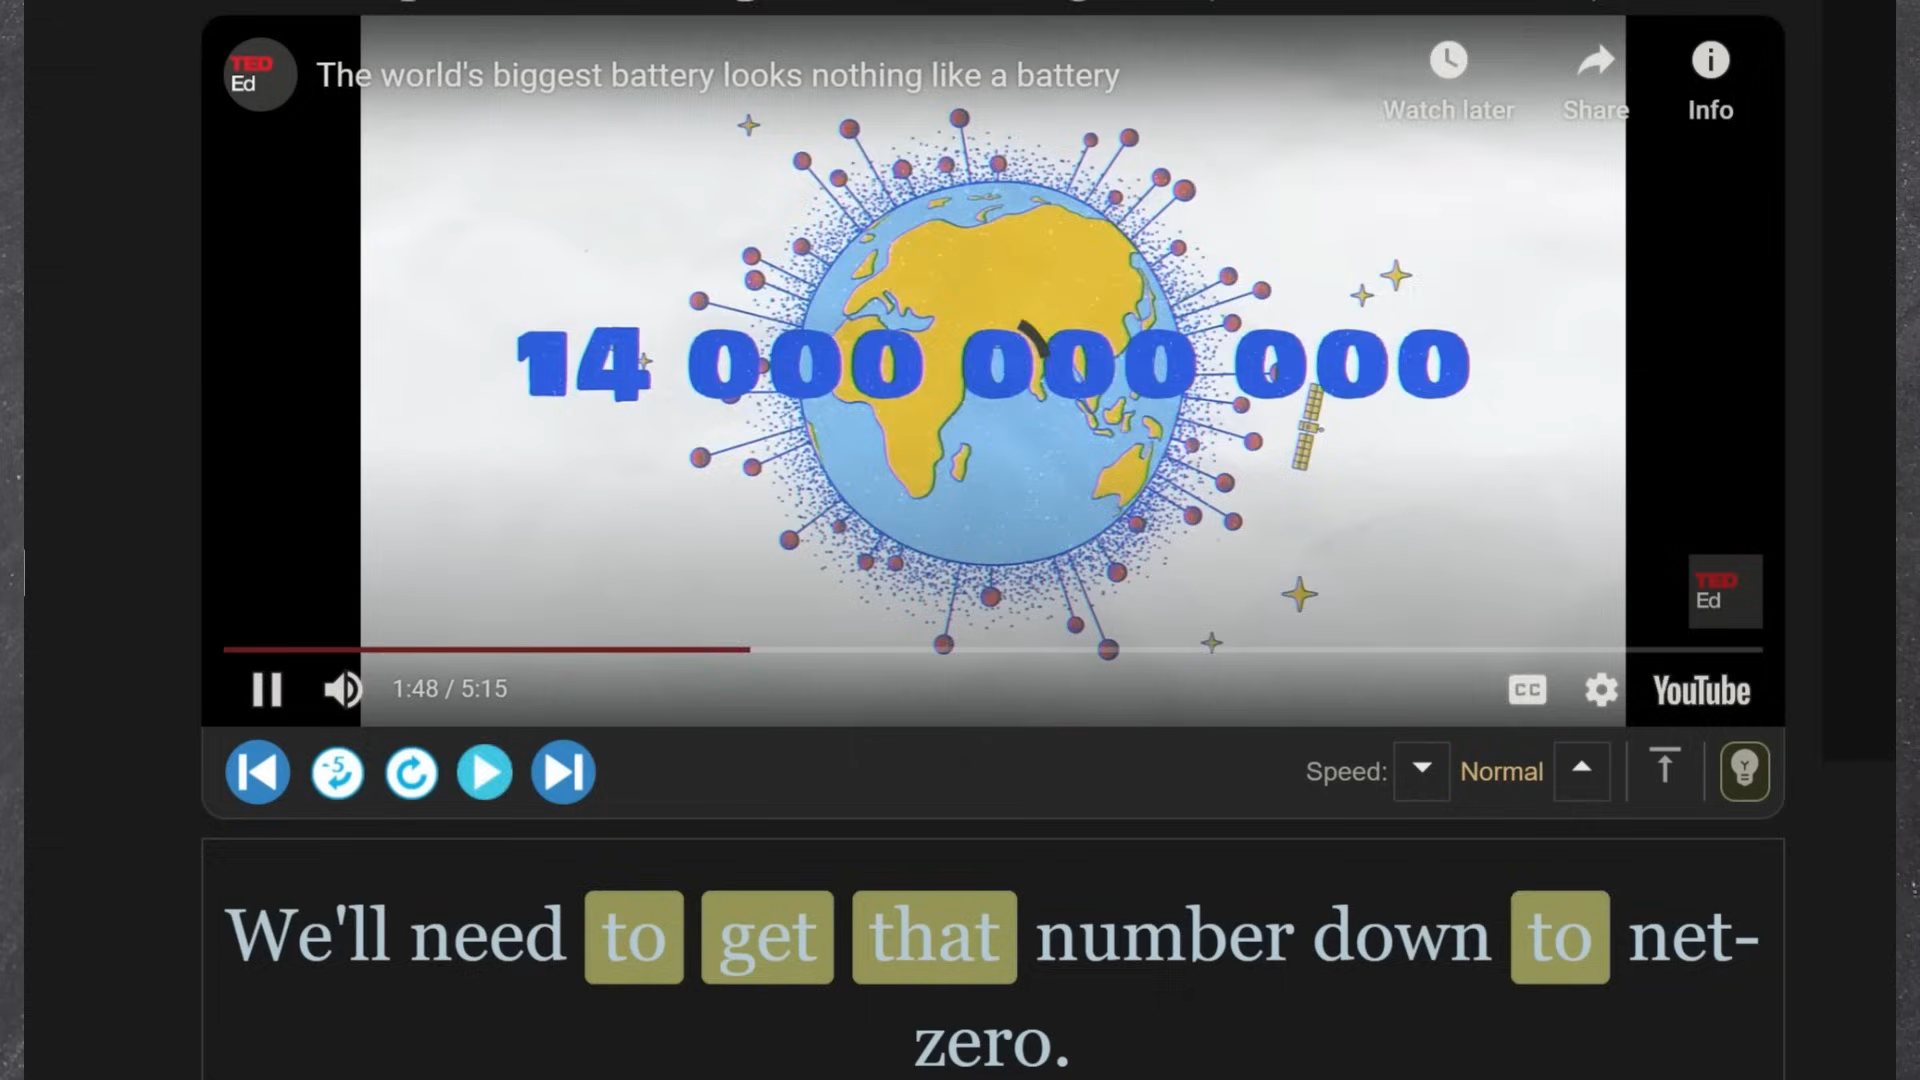 TED
Ed
The world's biggest battery looks nothing like a battery
Watch later
Share
Info
14 000 000 000
TED
Ed
1:48 / 5:15
CC
YouTube
-5
Speed:
Normal
We'll need to get that number down to net-
zero.